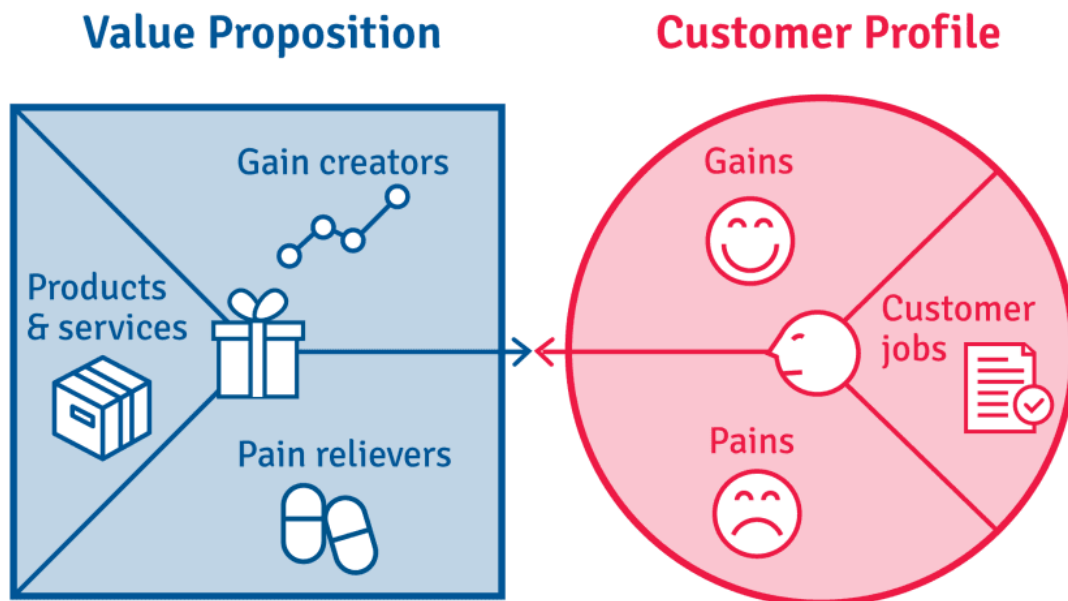 Value Proposition
Customer Profile
Gain creators
Products
& services
Pain relievers
Gains
Customer
jobs
Pains